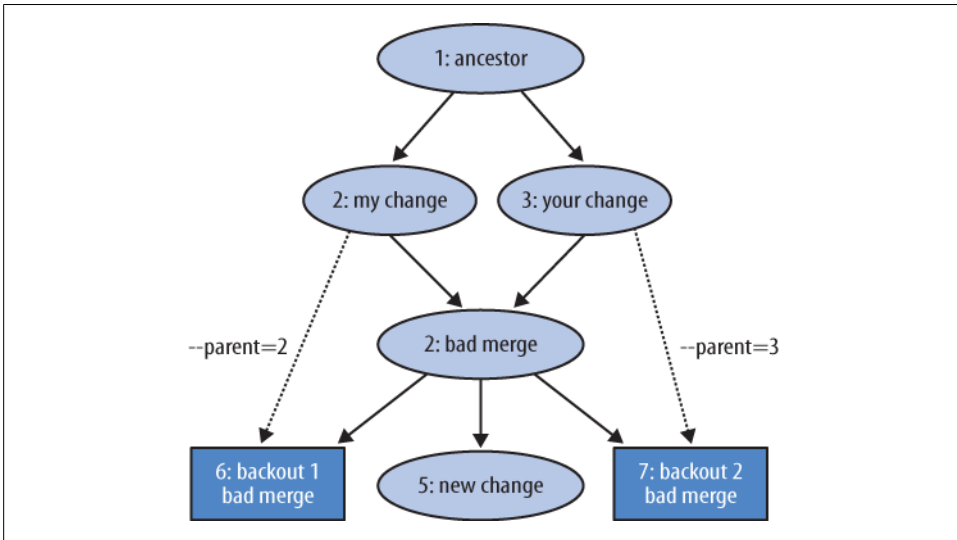 1: ancestor
2: my change
3: your change
--parent=2
2: bad merge
--parent=3
6: backout 1
bad merge
5: new change
7: backout 2
bad merge